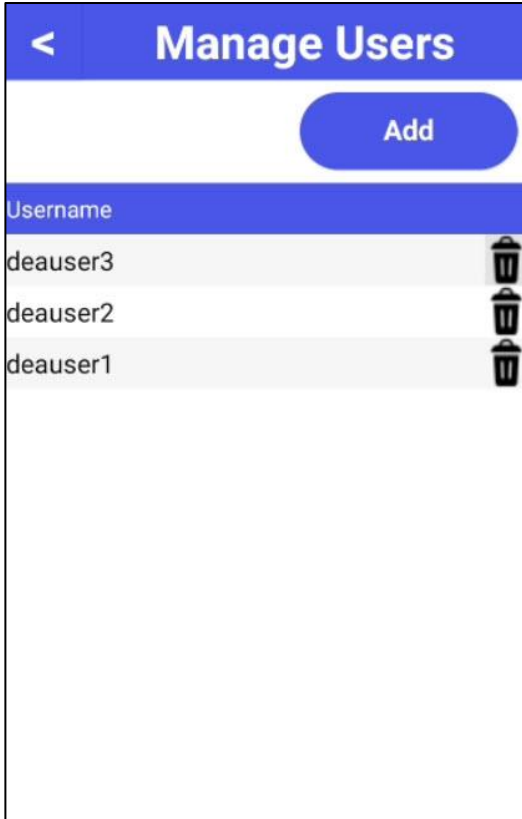 < Manage Users
Add
Username
deauser3
deauser2
deauser1